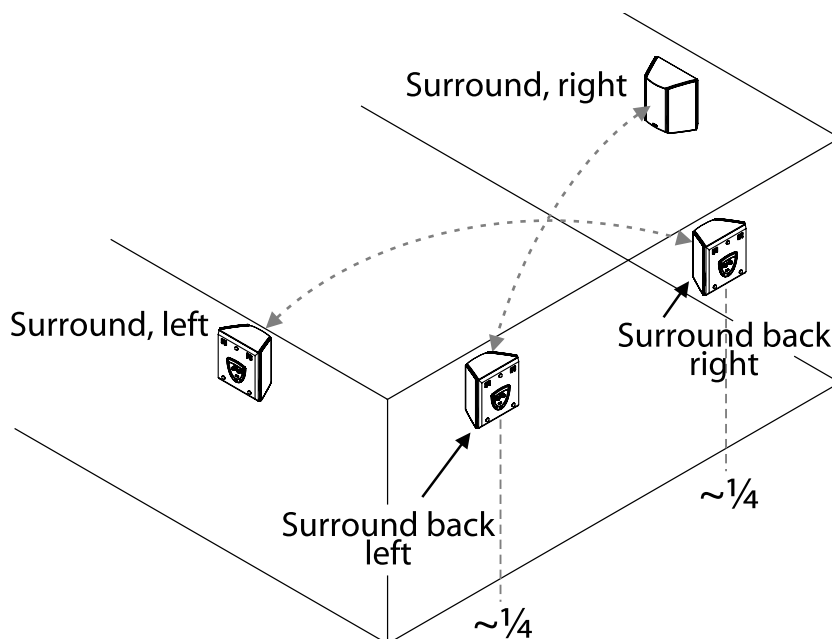 Surround, right
Surround, left
Surround back
right
Surround back
left
~¼
~¼